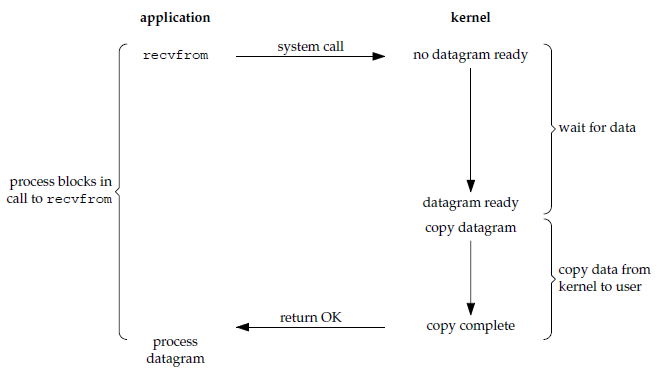 application
kernel
recvfrom
system call
no datagram ready
wait for data
process blocks in
call to recvfrom
datagram ready
copy datagram
copy data from
kernel to user
return OK
copy complete
process
datagram